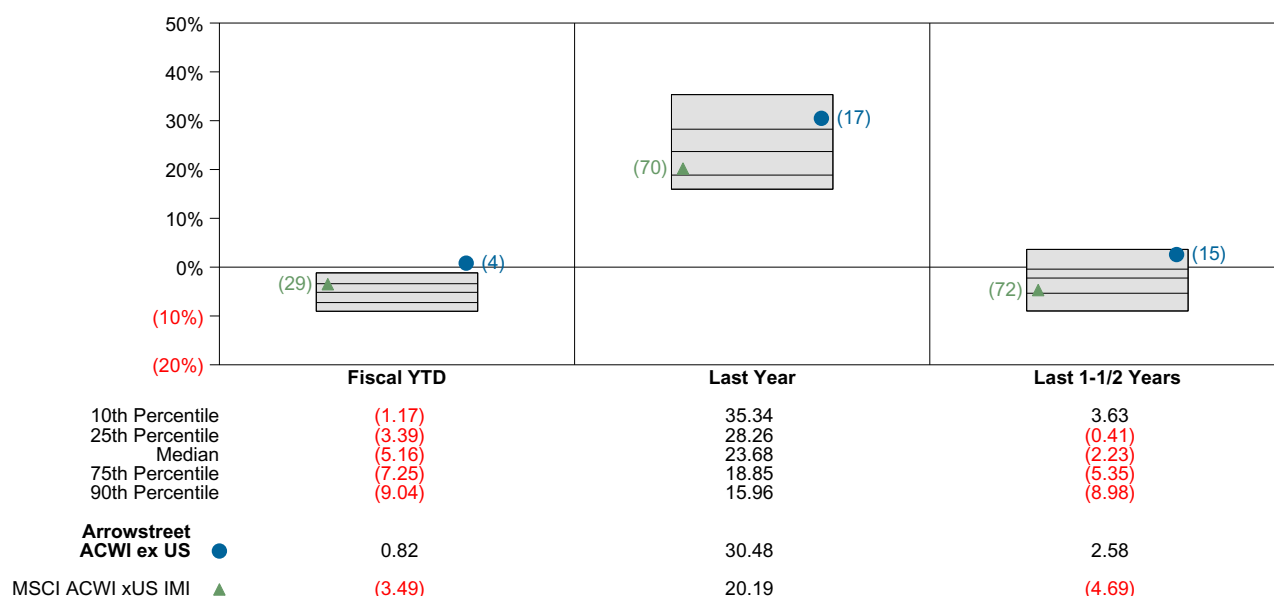 50%
40%
30%
20%
10%
0%
(10%)
(20%)
(29)
(4)
(70)
(17)
(72)
(15)
Fiscal YTD Last Year Last 1-1/2 Years
10th Percentile (1.17) 35.34 3.63
25th Percentile (3.39) 28.26 (0.41)
Median (5.16) 23.68 (2.23)
75th Percentile (7.25) 18.85 (5.35)
90th Percentile (9.04) 15.96 (8.98)
Arrowstreet
ACWI ex US 0.82 30.48 2.58
MSCI ACWI xUS IMI (3.49) 20.19 (4.69)